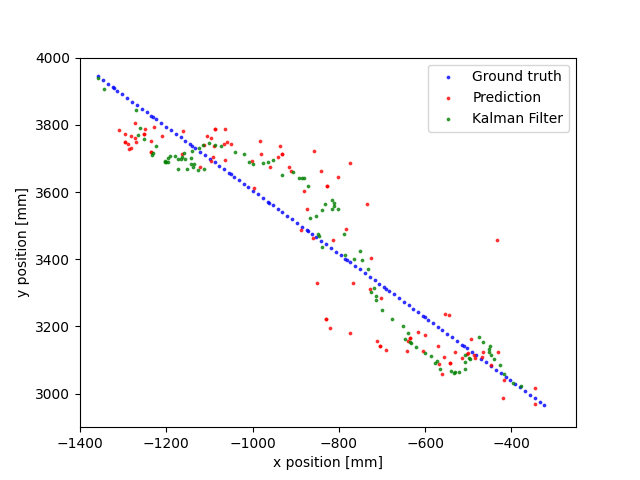 Ground truth
Prediction
Kalman Filter
4000
3800
3600
3400
3200
3000
y position [mm]
−1400 −1200 −1000 −800 −600 −400
x position [mm]